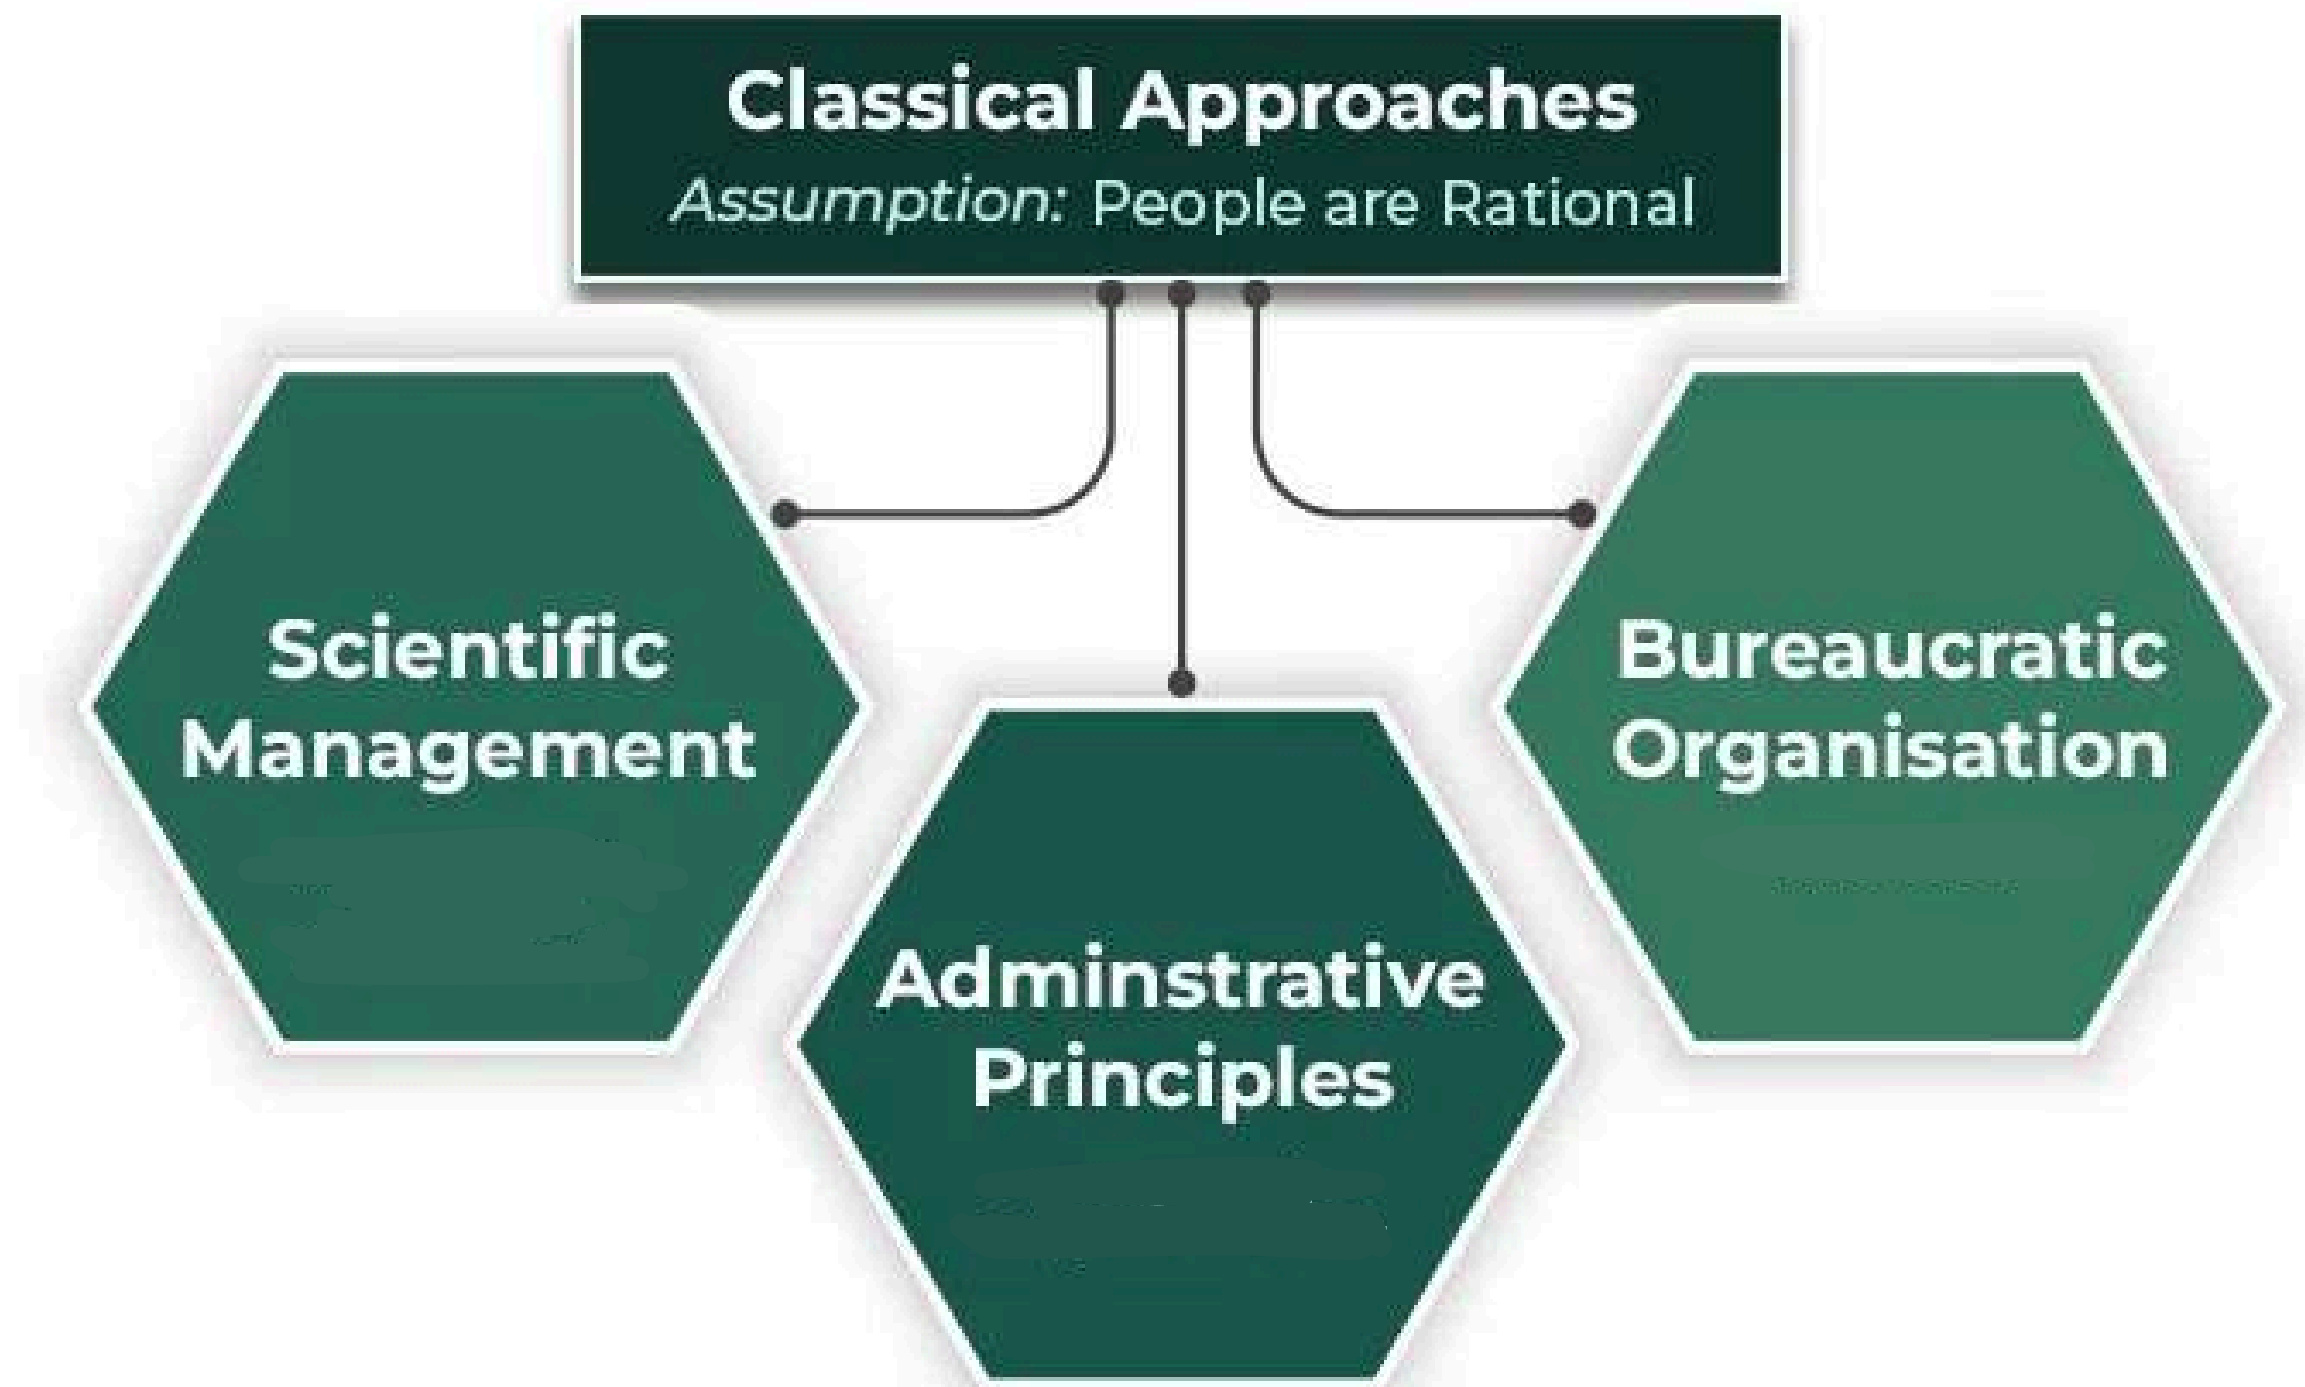 Classical Approaches
Assumption: People are Rational
Scientific
Management
Bureaucratic
Organisation
Adminstrative
Principles